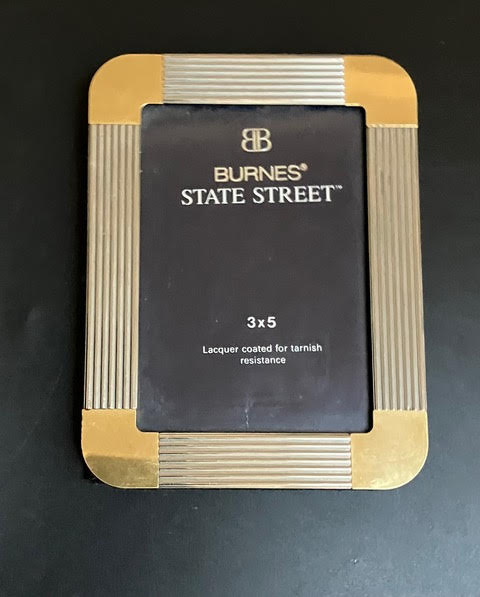 BB
BURNES®
STATE STREET™
3x5
Lacquer coated for tarnish
resistance